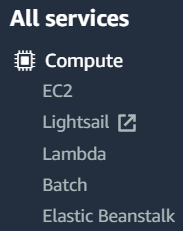 All services
Compute
EC2
Lightsail
Lambda
Batch
Elastic Beanstalk